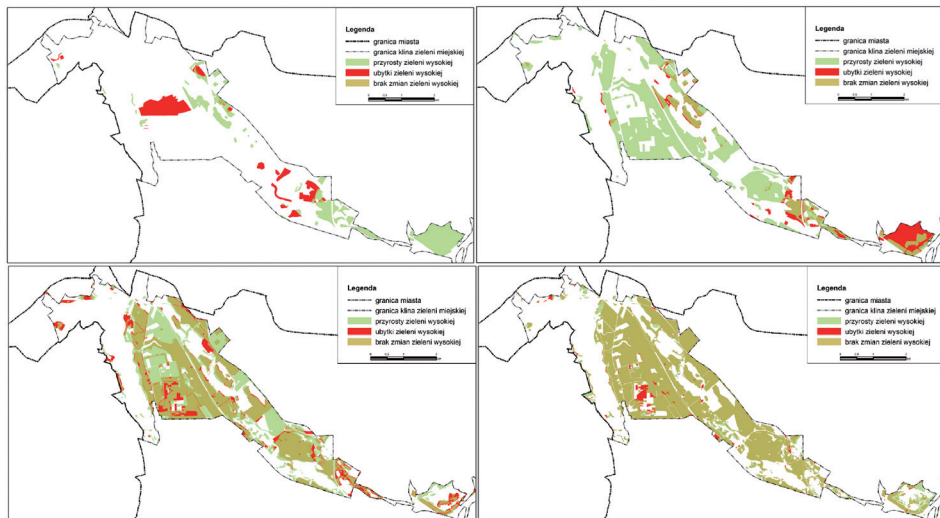 Legenda
granica miasta
granica klina zieleni miejskiej
przyrosty zieleni wysokiej
ubytki zieleni wysokiej
brak zmian zieleni wysokiej
Legenda
granica miasta
granica klina zieleni miejskiej
przyrosty zieleni wysokiej
ubytki zieleni wysokiej
brak zmian zieleni wysokiej
Legenda
granica miasta
granica klina zieleni miejskiej
przyrosty zieleni wysokiej
ubytki zieleni wysokiej
brak zmian zieleni wysokiej
Legenda
granica miasta
granica klina zieleni miejskiej
przyrosty zieleni wysokiej
ubytki zieleni wysokiej
brak zmian zieleni wysokiej